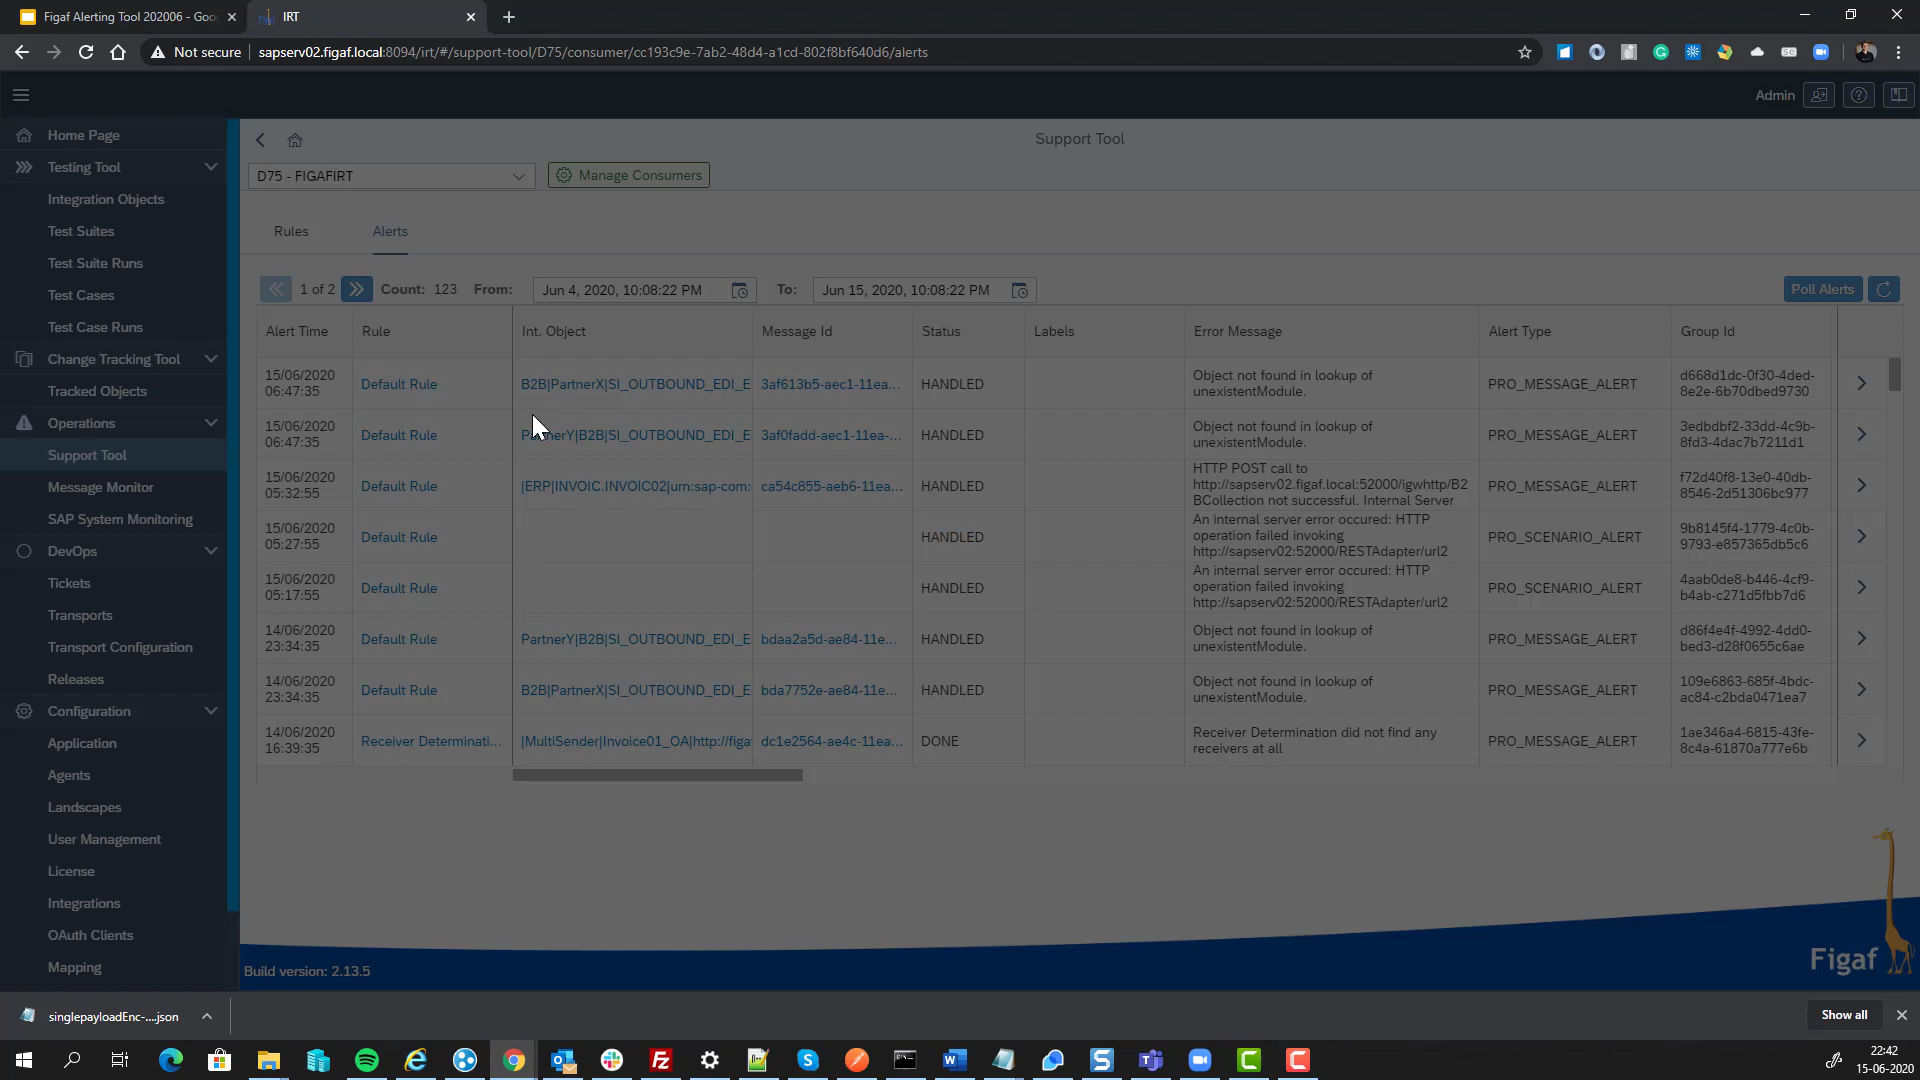 Figaf Alerting Tool 202006 - Goo
IRT
Not secure
sapserv02.figaf.local:8094/irt/#/support-tool/D75/consumer/cc193c9e-7ab2-48d4-a1cd-802f8bf640d6/alerts
Admin
Home Page
Testing Tool
Integration Objects
Test Suites
Test Suite Runs
Test Cases
Test Case Runs
Change Tracking Tool
Tracked Objects
Operations
Support Tool
Message Monitor
SAP System Monitoring
DevOps
Tickets
Transports
Transport Configuration
Releases
Configuration
Application
Agents
Landscapes
User Management
License
Integrations
OAuth Clients
Mapping
Support Tool
D75 - FIGAFIRT
Manage Consumers
Rules
Alerts
1 of 2
Count: 123
From:
Jun 4, 2020, 10:08:22 PM
To:
Jun 15, 2020, 10:08:22 PM
Poll Alerts
Alert Time
Rule
Int. Object
Message Id
Status
Labels
Error Message
Alert Type
Group Id
15/06/2020
06:47:35
Default Rule
B2B|PartnerX|SI_OUTBOUND_EDI_E
3af613b5-aec1-11ea...
HANDLED
Object not found in lookup of
unexistentModule.
PRO_MESSAGE_ALERT
d668d1dc-0f30-4ded-
8e2e-6b70dbed9730
15/06/2020
06:47:35
Default Rule
PartnerY|B2B|SI_OUTBOUND_EDI_E
3af0fadd-aec1-11ea-...
HANDLED
Object not found in lookup of
unexistentModule.
PRO_MESSAGE_ALERT
3edbdbf2-33dd-4c9b-
8fd3-4dac7b7211d1
15/06/2020
05:32:55
Default Rule
|ERP|INVOIC.INVOIC02|urn:sap-com:
ca54c855-aeb6-11ea...
HANDLED
HTTP POST call to
http://sapserv02.figaf.local:52000/igwhttp/B2
BCollection not successful. Internal Server
PRO_MESSAGE_ALERT
f72d40f8-13e0-40db-
8546-2d51306bc977
15/06/2020
05:27:55
Default Rule
HANDLED
An internal server error occured: HTTP
operation failed invoking
http://sapserv02:52000/RESTAdapter/url2
PRO_SCENARIO_ALERT
9b8145f4-1779-4c0b-
9793-e857365db5c6
15/06/2020
05:17:55
Default Rule
HANDLED
An internal server error occured: HTTP
operation failed invoking
http://sapserv02:52000/RESTAdapter/url2
PRO_SCENARIO_ALERT
4aab0de8-b446-4cf9-
b4ab-c271d5fbb7d6
14/06/2020
23:34:35
Default Rule
PartnerY|B2B|SI_OUTBOUND_EDI_E
bdaa2a5d-ae84-11e...
HANDLED
Object not found in lookup of
unexistentModule.
PRO_MESSAGE_ALERT
d86f4e4f-4992-4dd0-
bed3-d28f0655c6ae
14/06/2020
23:34:35
Default Rule
B2B|PartnerX|SI_OUTBOUND_EDI_E
bda7752e-ae84-11e...
HANDLED
Object not found in lookup of
unexistentModule.
PRO_MESSAGE_ALERT
109e6863-685f-4bdc-
ac84-c2bda0471ea7
14/06/2020
16:39:35
Receiver Determinati...
|MultiSender|Invoice01_OA|http://figa
dc1e2564-ae4c-11ea...
DONE
Receiver Determination did not find any
receivers at all
PRO_MESSAGE_ALERT
1ae346a4-6815-43fe-
8c4a-61870a777e6b
Figaf
Build version: 2.13.5
singlepayloadEnc-....json
Show all
22:42
15-06-2020